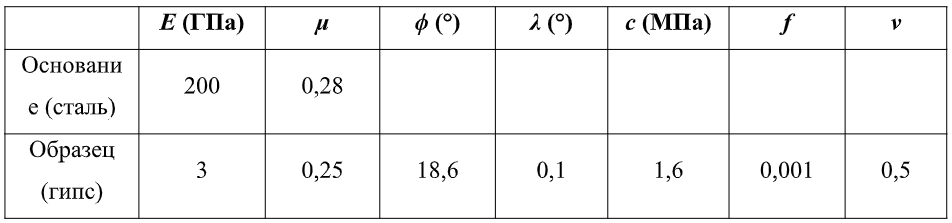 E (ГПа) μ ϕ (°) λ (°) c (МПа) f ν
Основани
е (сталь) 200 0,28
Образец
(гипс) 3 0,25 18,6 0,1 1,6 0,001 0,5